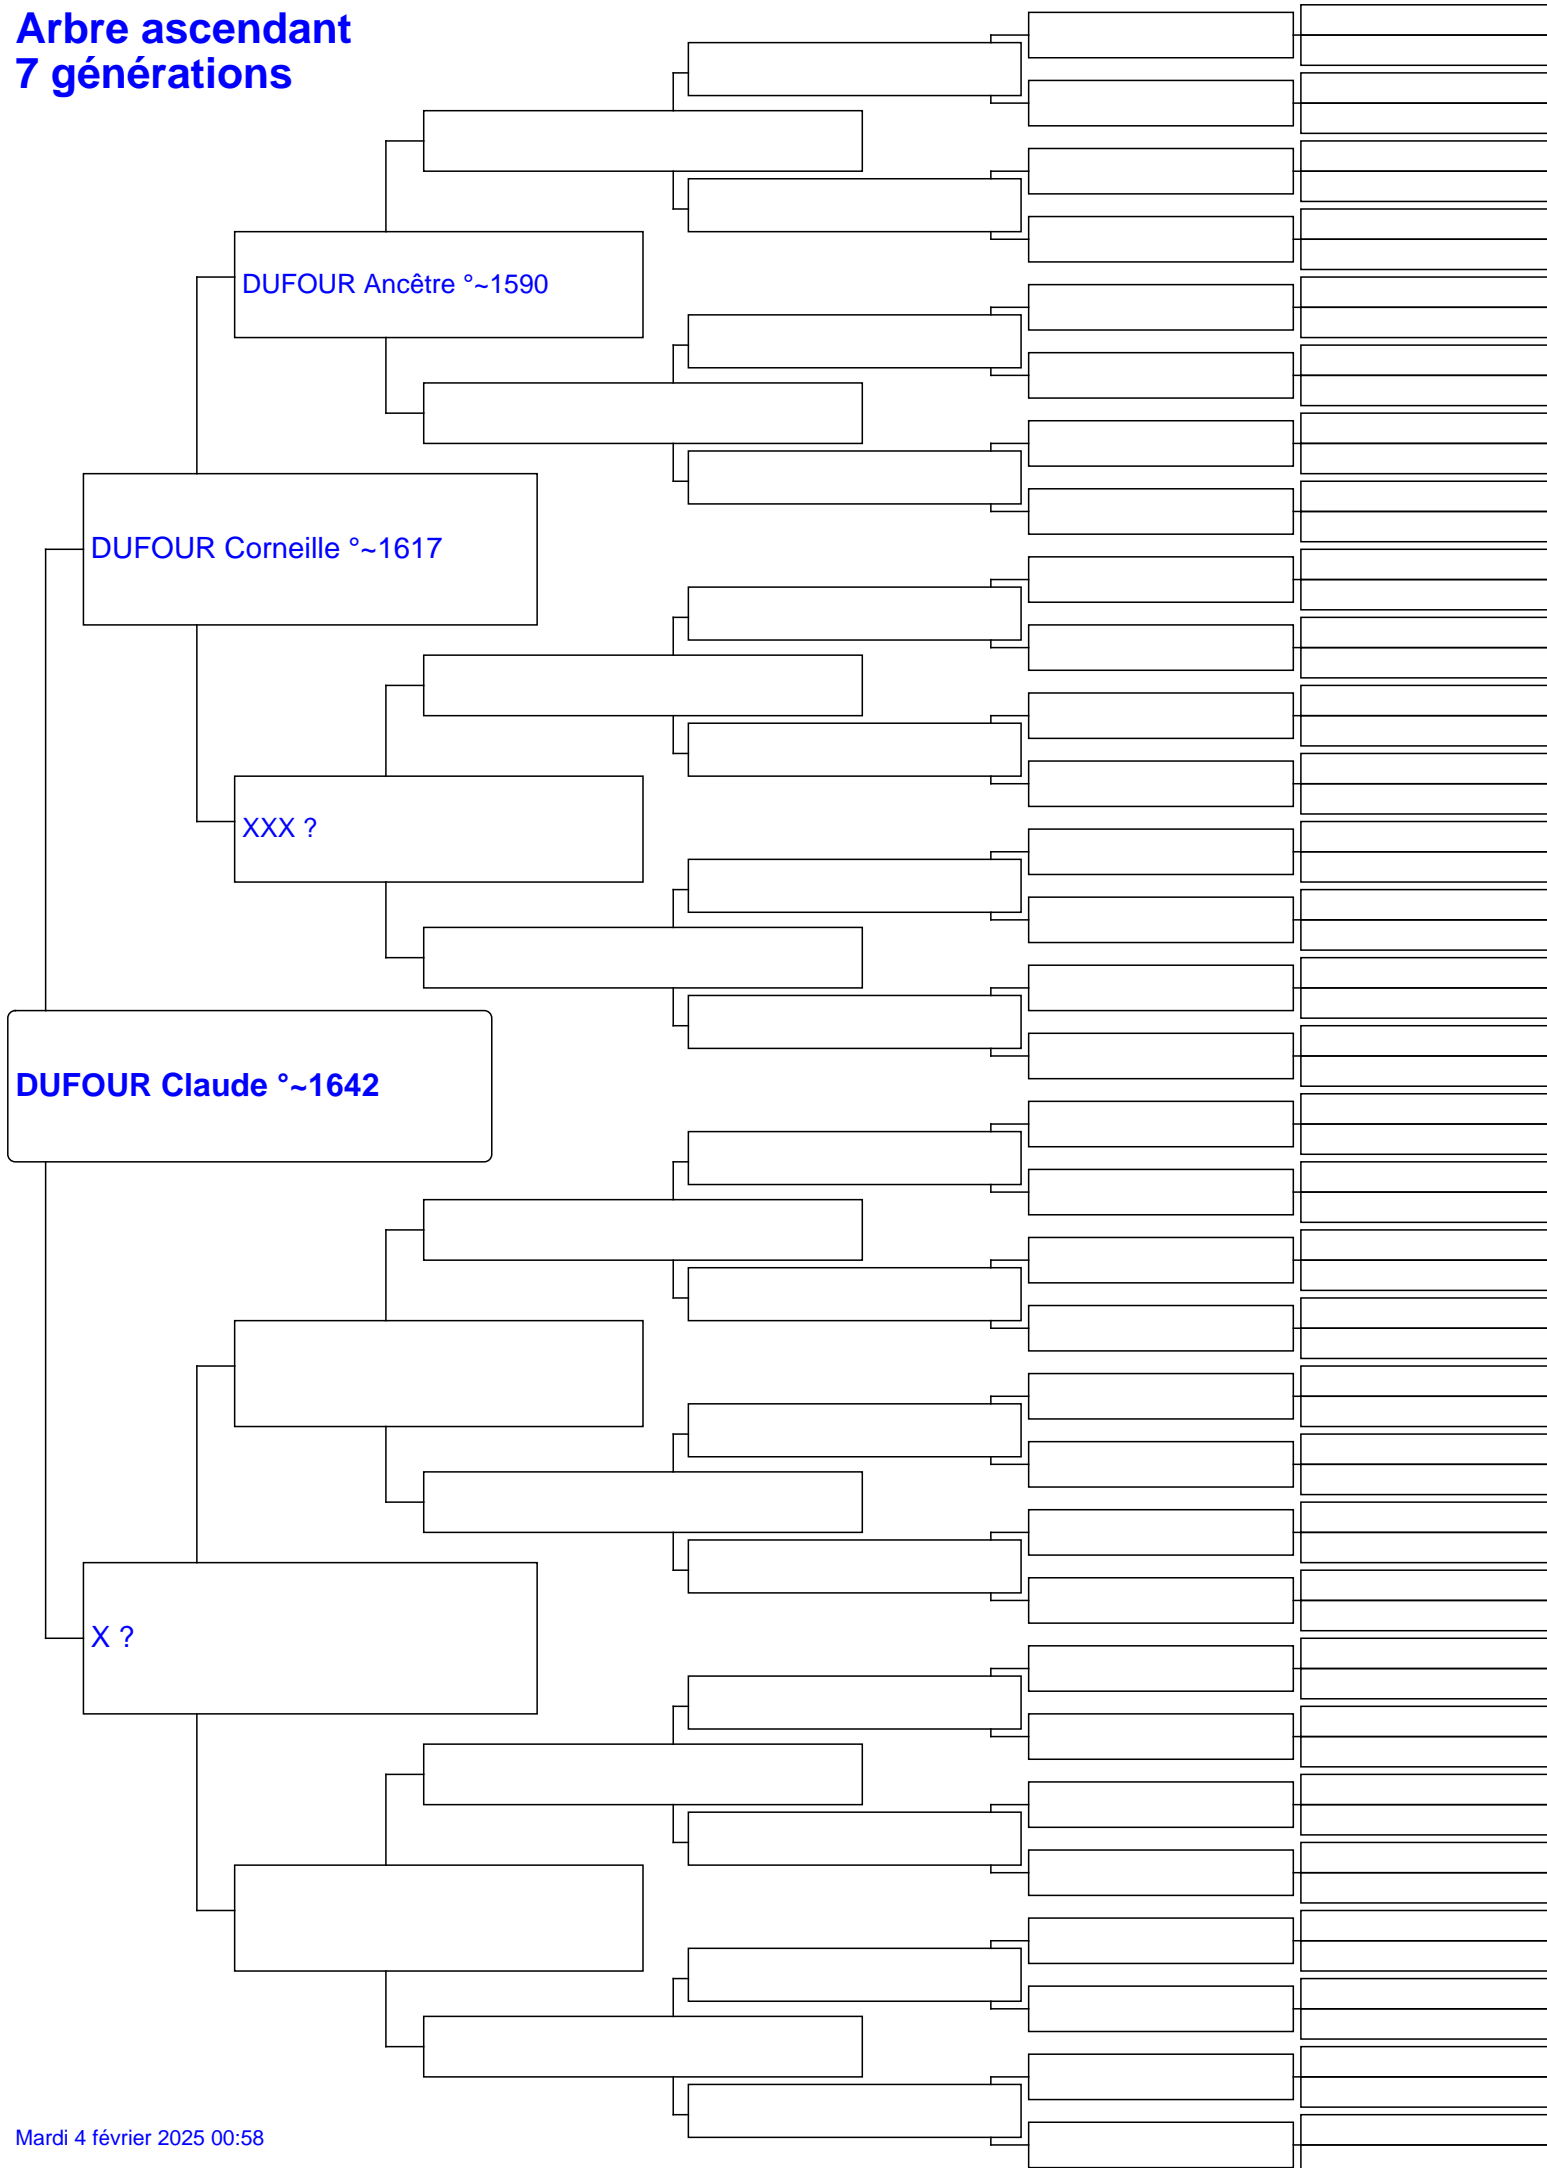 Arbre ascendant
7 générations
DUFOUR Ancêtre °~1590
DUFOUR Corneille °~1617
XXX ?
DUFOUR Claude °~1642
X ?
Mardi 4 février 2025 00:58